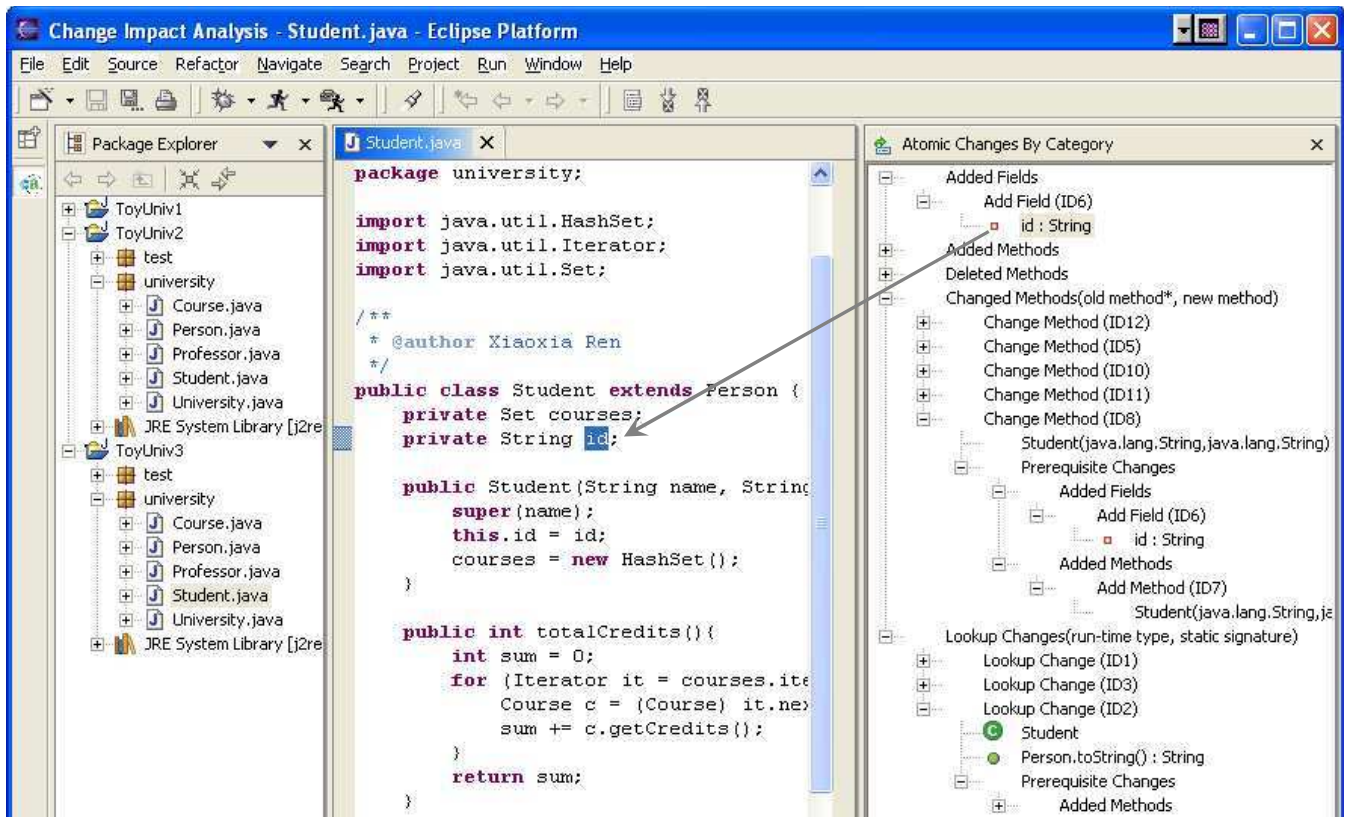 Change Impact Analysis - Student.java - Eclipse Platform
File Edit Source Refactor Navigate Search Project Run Window Help
Package Explorer
ToyUniv1
ToyUniv2
test
university
Course.java
Person.java
Professor.java
Student.java
University.java
JRE System Library [j2re
ToyUniv3
test
university
Course.java
Person.java
Professor.java
Student.java
University.java
JRE System Library [j2re
Student.java
package university;
import java.util.HashSet;
import java.util.Iterator;
import java.util.Set;
/**
* @author Xiaoxia Ren
*/
public class Student extends Person {
private Set courses;
private String id;
public Student(String name, String
super(name);
this.id = id;
courses = new HashSet();
}
public int totalCredits(){
int sum = 0;
for (Iterator it = courses.ite
Course c = (Course) it.nex
sum += c.getCredits();
}
return sum;
}
Atomic Changes By Category
Added Fields
Add Field (ID6)
id : String
Added Methods
Deleted Methods
Changed Methods(old method*, new method)
Change Method (ID12)
Change Method (ID5)
Change Method (ID10)
Change Method (ID11)
Change Method (ID8)
Student(java.lang.String,java.lang.String)
Prerequisite Changes
Added Fields
Add Field (ID6)
id : String
Added Methods
Add Method (ID7)
Student(java.lang.String,ja
Lookup Changes(run-time type, static signature)
Lookup Change (ID1)
Lookup Change (ID3)
Lookup Change (ID2)
Student
Person.toString() : String
Prerequisite Changes
Added Methods